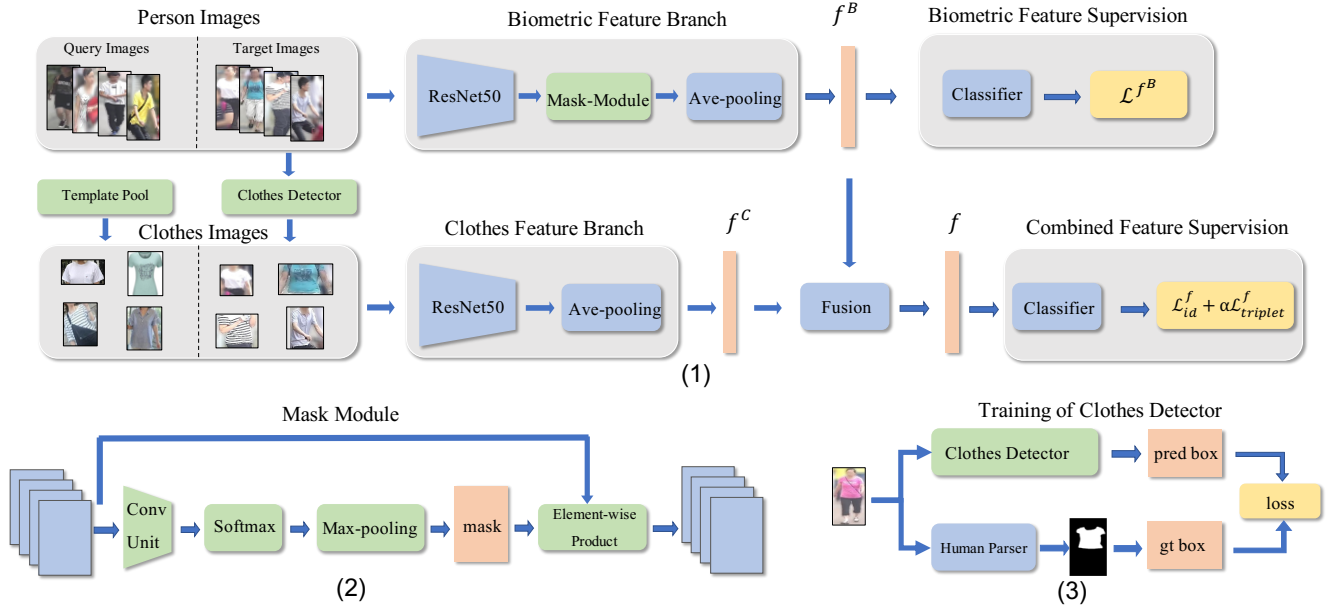 Person Images
Query Images
Target Images
Template Pool
Clothes Detector
Clothes Images
Biometric Feature Branch
ResNet50
Mask-Module
Ave-pooling
f^B
Biometric Feature Supervision
Classifier
ℒ^{f^B}
Clothes Feature Branch
ResNet50
Ave-pooling
f^C
Fusion
f
Combined Feature Supervision
Classifier
ℒ^f_{id} + αℒ^f_{triplet}
(1)
Mask Module
Conv
Unit
Softmax
Max-pooling
mask
Element-wise
Product
(2)
Training of Clothes Detector
Clothes Detector
pred box
loss
Human Parser
gt box
(3)